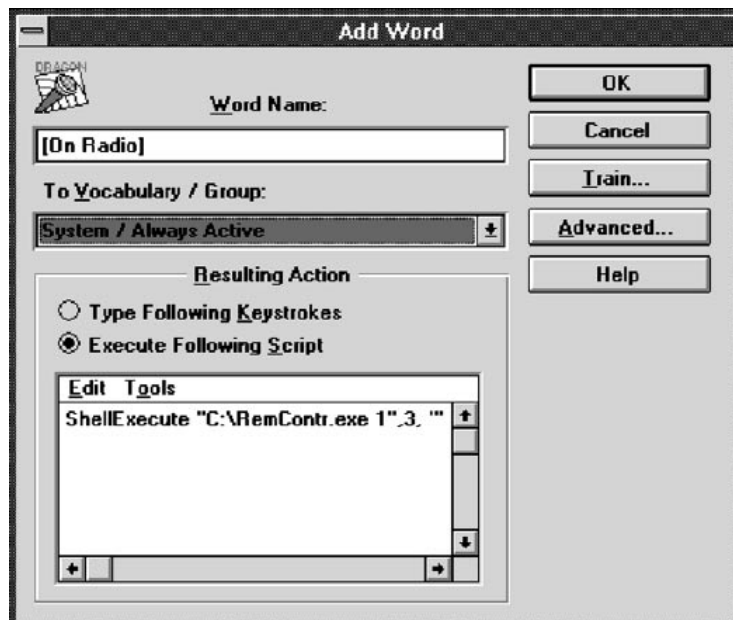 Add Word
DRAGON
Word Name:
[On Radio]
To Vocabulary / Group:
System / Always Active
Resulting Action
Type Following Keystrokes
Execute Following Script
Edit Tools
ShellExecute "C:\RemContr.exe 1",3, ""
OK
Cancel
Train...
Advanced...
Help